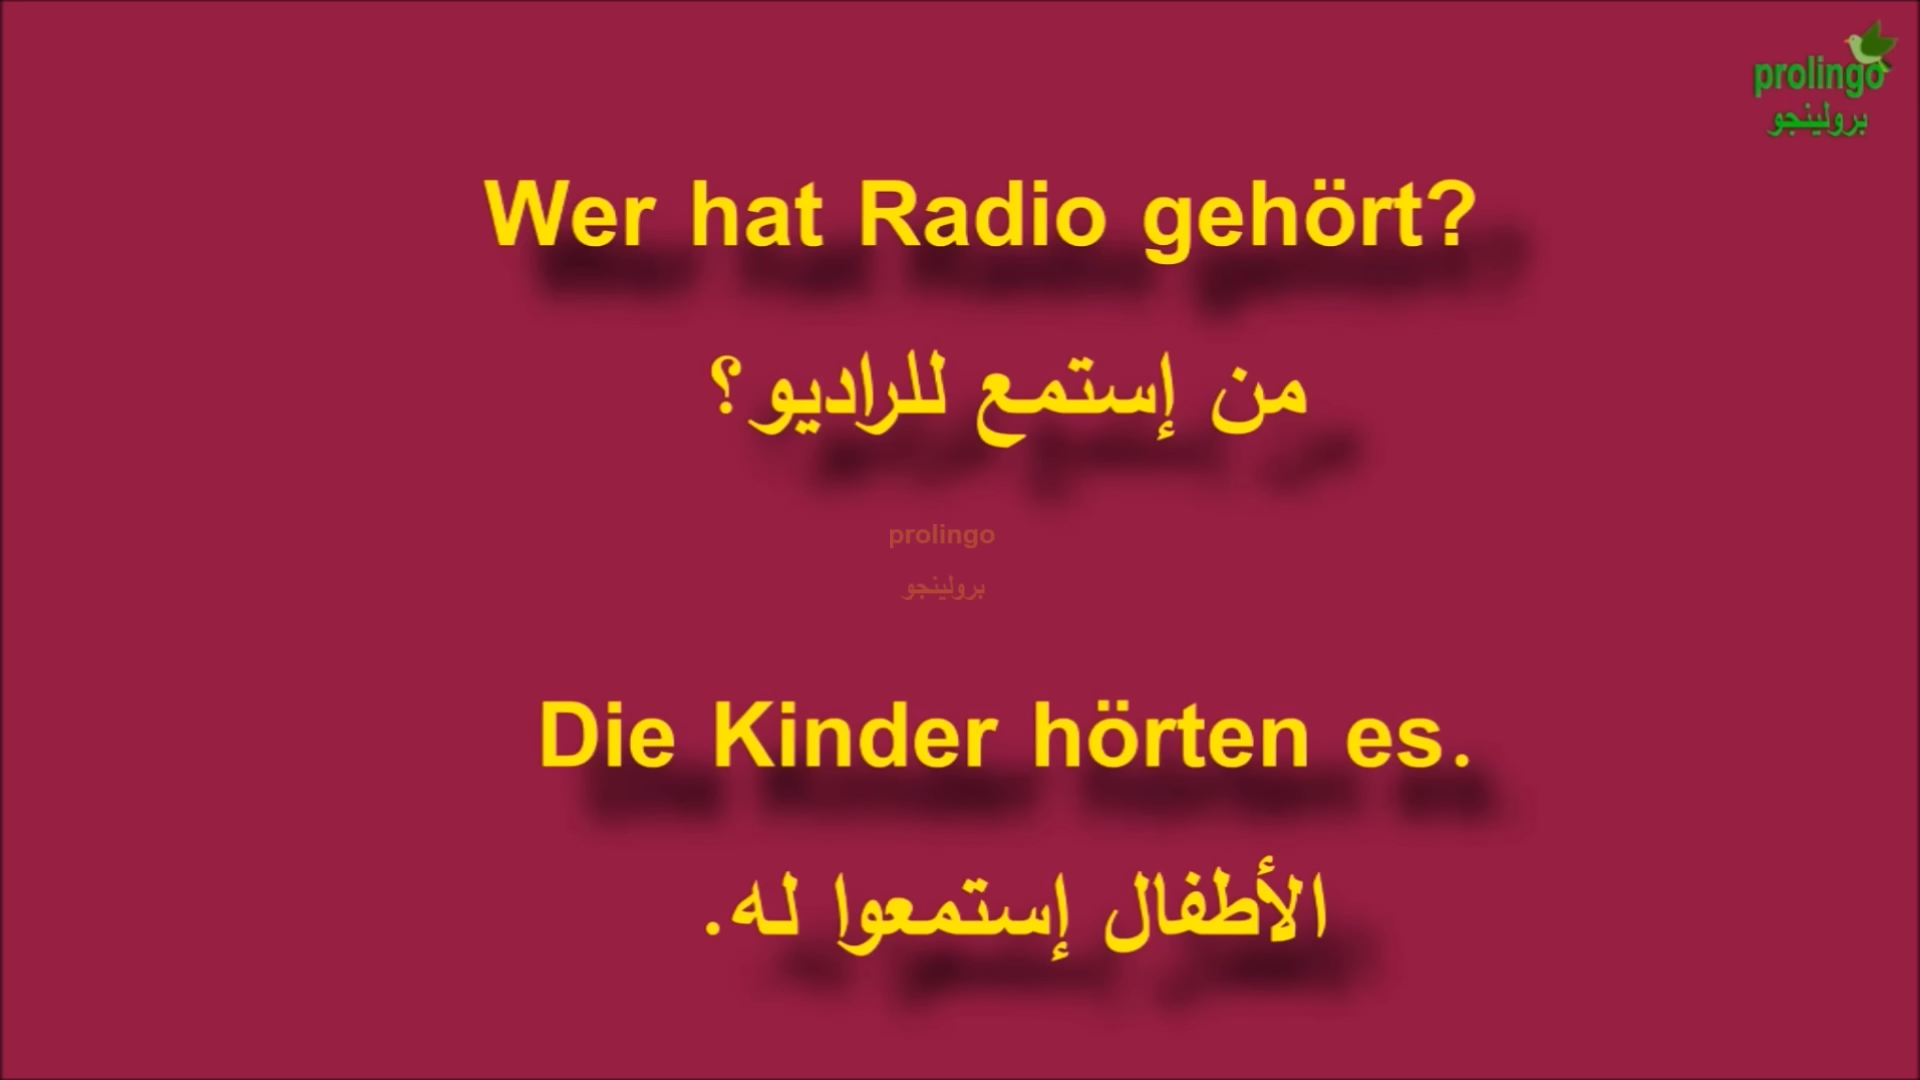 prolingo
برولينجو
Wer hat Radio gehört?
من إستمع للراديو؟
prolingo
برولينجو
Die Kinder hörten es.
الأطفال إستمعوا له.